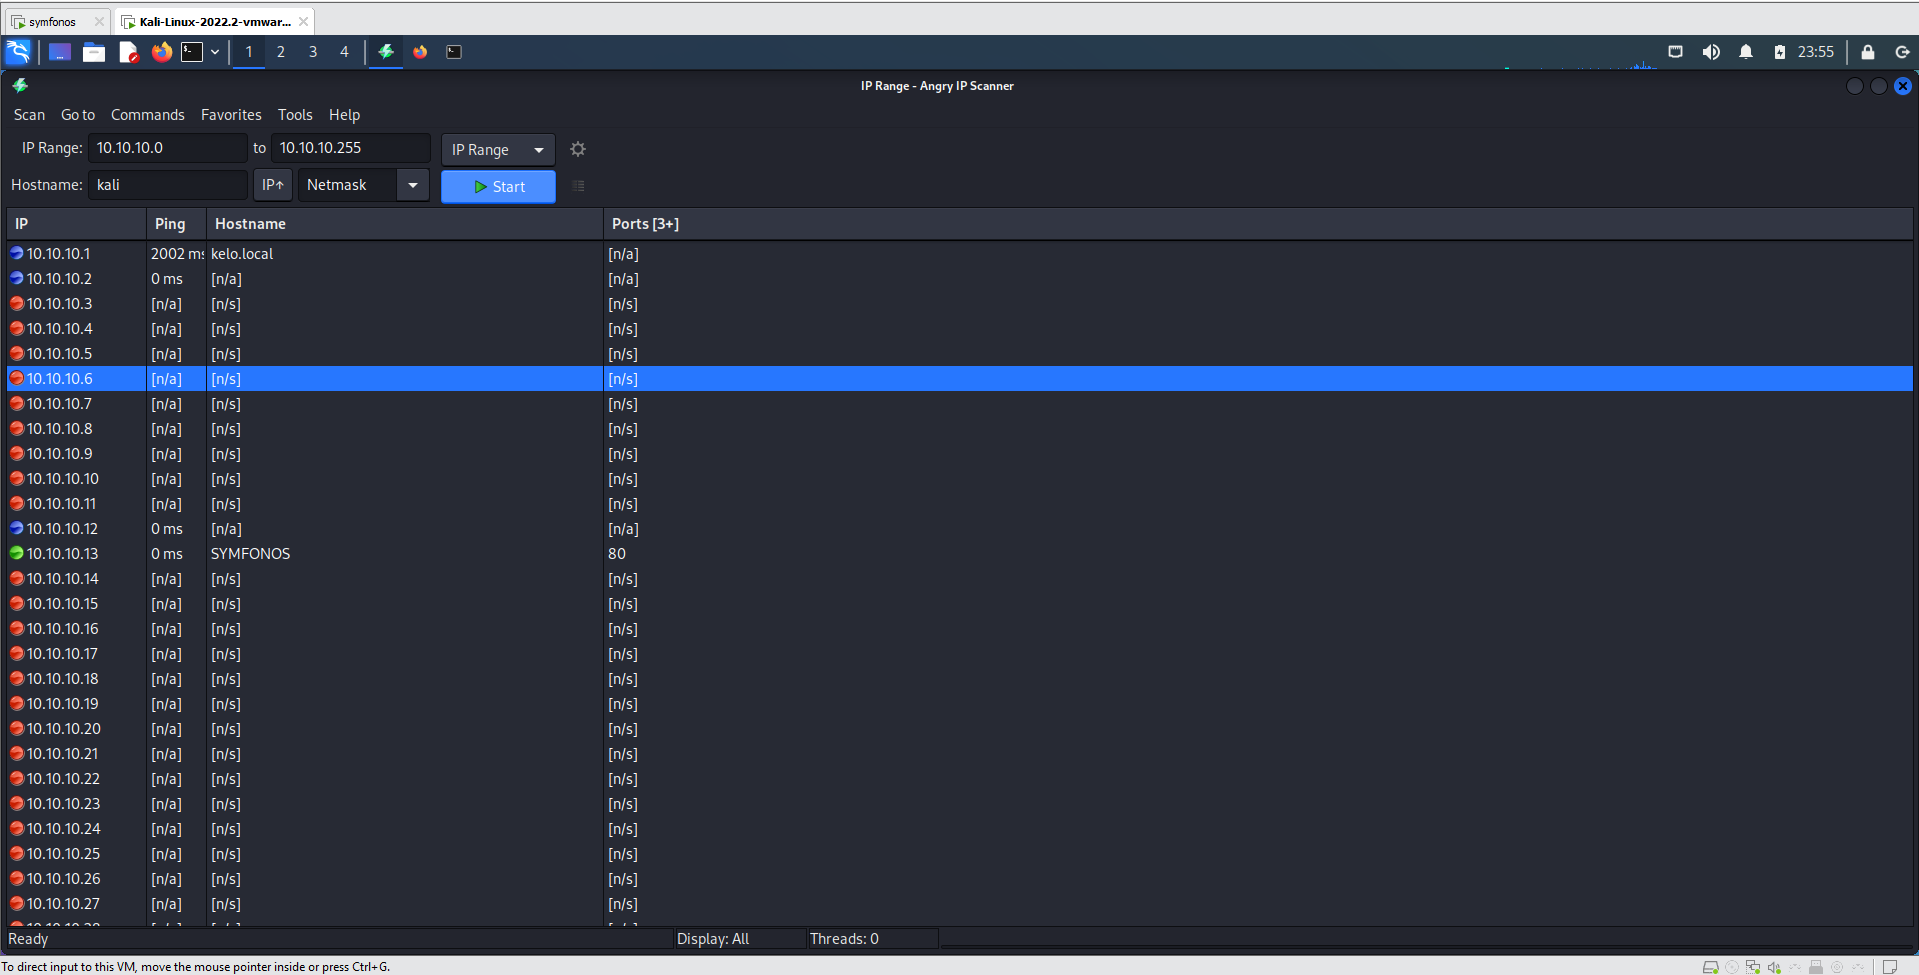 symfonos
Kali-Linux-2022.2-vmwar...
1 2 3 4 23:55
IP Range - Angry IP Scanner
Scan Go to Commands Favorites Tools Help
IP Range: 10.10.10.0 to 10.10.10.255 IP Range
Hostname: kali IP↑ Netmask Start
IP Ping Hostname Ports [3+]
10.10.10.1 2002 ms kelo.local [n/a]
10.10.10.2 0 ms [n/a] [n/a]
10.10.10.3 [n/a] [n/s] [n/s]
10.10.10.4 [n/a] [n/s] [n/s]
10.10.10.5 [n/a] [n/s] [n/s]
10.10.10.6 [n/a] [n/s] [n/s]
10.10.10.7 [n/a] [n/s] [n/s]
10.10.10.8 [n/a] [n/s] [n/s]
10.10.10.9 [n/a] [n/s] [n/s]
10.10.10.10 [n/a] [n/s] [n/s]
10.10.10.11 [n/a] [n/s] [n/s]
10.10.10.12 0 ms [n/a] [n/a]
10.10.10.13 0 ms SYMFONOS 80
10.10.10.14 [n/a] [n/s] [n/s]
10.10.10.15 [n/a] [n/s] [n/s]
10.10.10.16 [n/a] [n/s] [n/s]
10.10.10.17 [n/a] [n/s] [n/s]
10.10.10.18 [n/a] [n/s] [n/s]
10.10.10.19 [n/a] [n/s] [n/s]
10.10.10.20 [n/a] [n/s] [n/s]
10.10.10.21 [n/a] [n/s] [n/s]
10.10.10.22 [n/a] [n/s] [n/s]
10.10.10.23 [n/a] [n/s] [n/s]
10.10.10.24 [n/a] [n/s] [n/s]
10.10.10.25 [n/a] [n/s] [n/s]
10.10.10.26 [n/a] [n/s] [n/s]
10.10.10.27 [n/a] [n/s] [n/s]
Ready Display: All Threads: 0
To direct input to this VM, move the mouse pointer inside or press Ctrl+G.